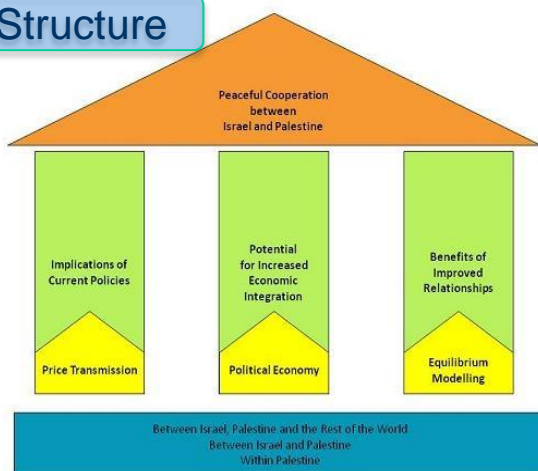 Structure
Peaceful Cooperation
between
Israel and Palestine
Implications of
Current Policies
Potential
for Increased
Economic
Integration
Benefits of
Improved
Relationships
Price Transmission
Political Economy
Equilibrium
Modelling
Between Israel, Palestine and the Rest of the World
Between Israel and Palestine
Within Palestine